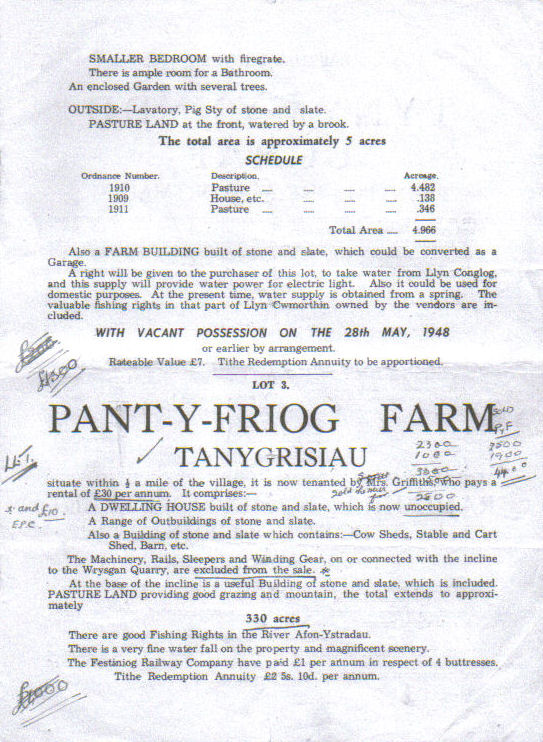 SMALLER BEDROOM with firegrate.
There is ample room for a Bathroom.
An enclosed Garden with several trees.
OUTSIDE:—Lavatory, Pig Sty of stone and slate.
PASTURE LAND at the front, watered by a brook.
The total area is approximately 5 acres
SCHEDULE
Ordnance Number. Description. Acreage.
1910 Pasture .... .... .... .... 4.482
1909 House, etc. .... .... .... .138
1911 Pasture .... .... .... .... .346
Total Area .... 4.966
Also a FARM BUILDING built of stone and slate, which could be converted as a
Garage.
A right will be given to the purchaser of this lot, to take water from Llyn Conglog,
and this supply will provide water power for electric light. Also it could be used for
domestic purposes. At the present time, water supply is obtained from a spring. The
valuable fishing rights in that part of Llyn Cwmorthin owned by the vendors are in-
cluded.
WITH VACANT POSSESSION ON THE 28th MAY, 1948
or earlier by arrangement.
£1500
Rateable Value £7. Tithe Redemption Annuity to be apportioned.
LOT 3.
PANT-Y-FRIOG FARM
TANYGRISIAU
situate within ½ a mile of the village, it is now tenanted by Mrs. Griffiths, who pays a
rental of £30 per annum. It comprises:—
A DWELLING HOUSE built of stone and slate, which is now unoccupied.
A Range of Outbuildings of stone and slate.
Also a Building of stone and slate which contains:—Cow Sheds, Stable and Cart
Shed, Barn, etc.
The Machinery, Rails, Sleepers and Winding Gear, on or connected with the incline
to the Wrysgan Quarry, are excluded from the sale.
At the base of the incline is a useful Building of stone and slate, which is included.
PASTURE LAND providing good grazing and mountain, the total extends to approxi-
mately
330 acres
There are good Fishing Rights in the River Afon-Ystradau.
There is a very fine water fall on the property and magnificent scenery.
The Festiniog Railway Company have paid £1 per annum in respect of 4 buttresses.
Tithe Redemption Annuity £2 5s. 10d. per annum.